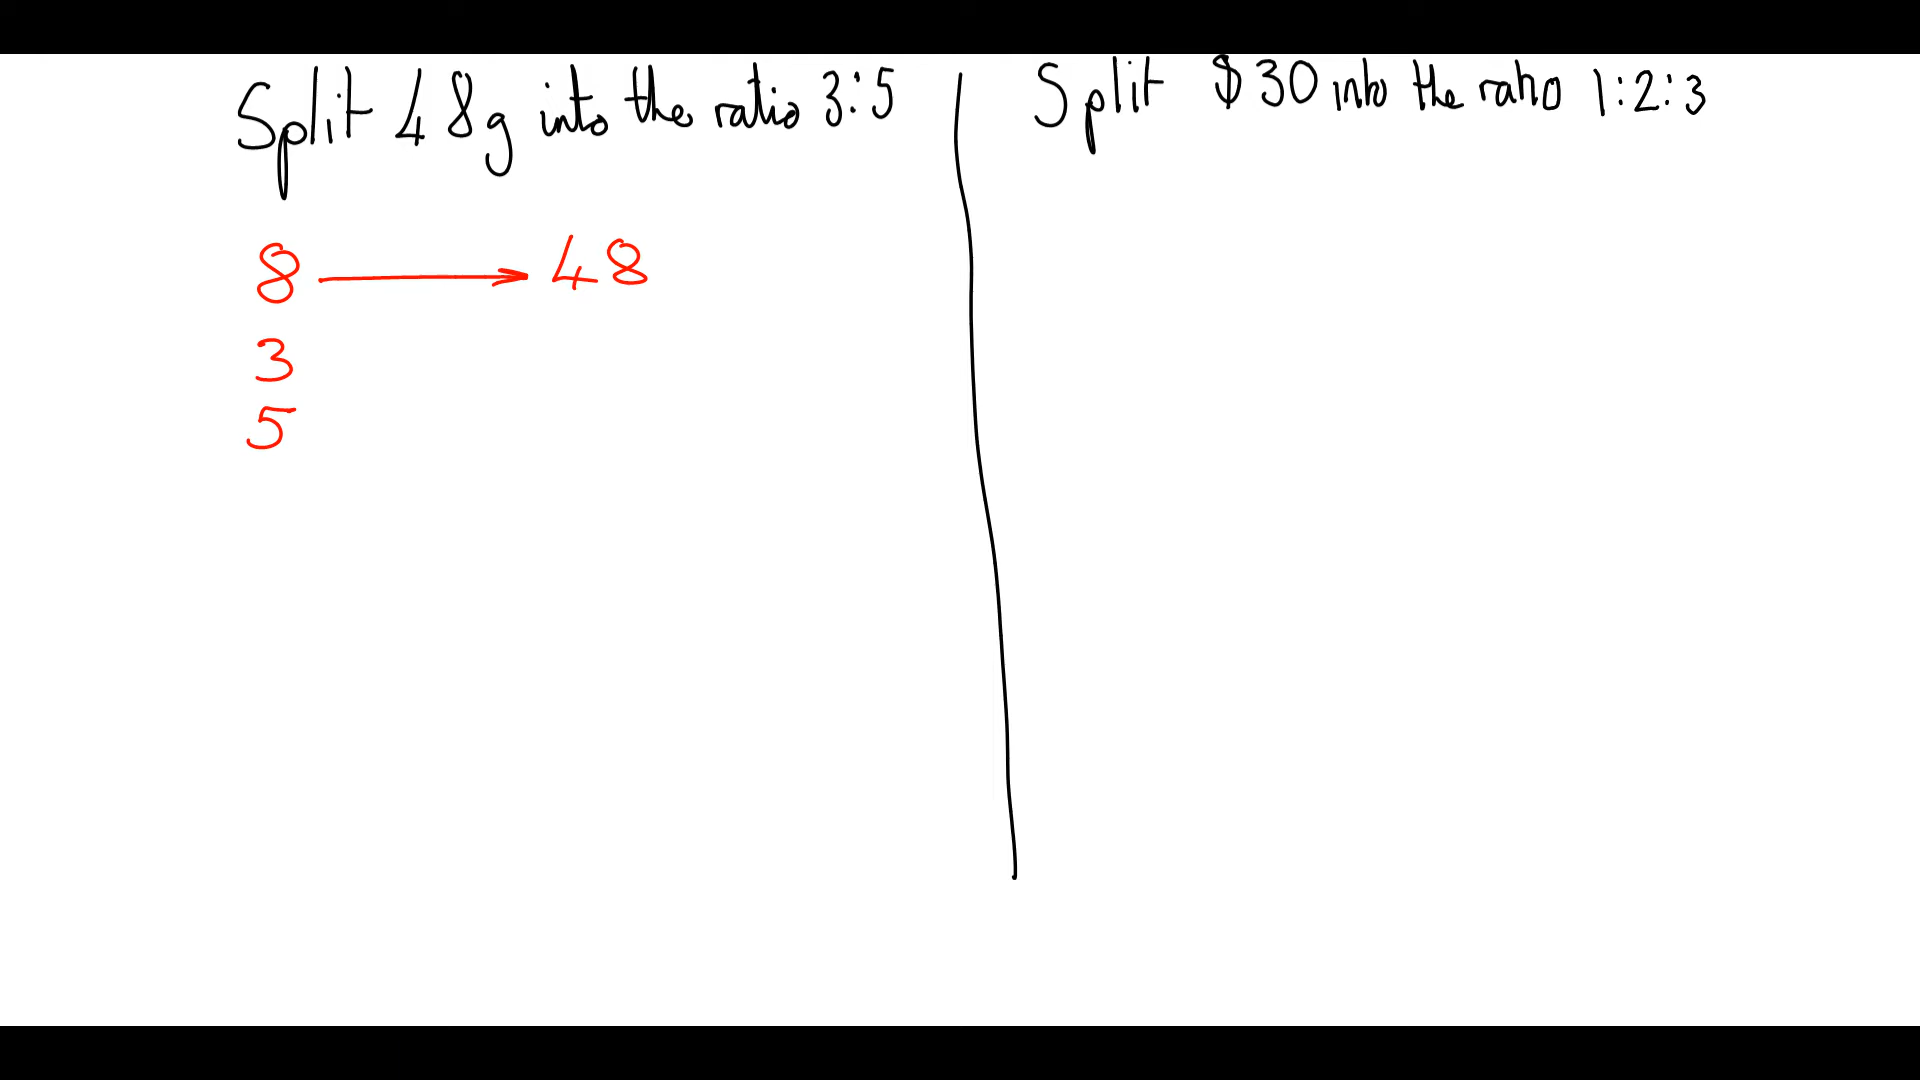 Split 48g into the ratio 3:5
8 → 48
3
5
Split $30 into the ratio 1:2:3